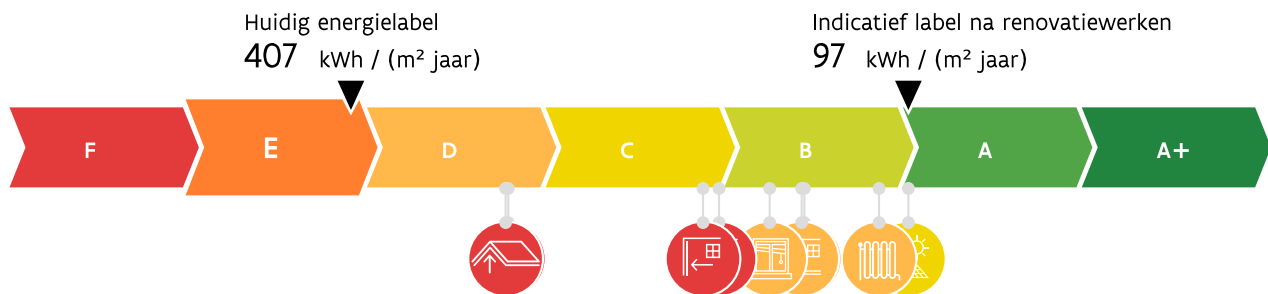 Huidig energielabel
407 kWh / (m² jaar)
Indicatief label na renovatiewerken
97 kWh / (m² jaar)
F E D C B A A+